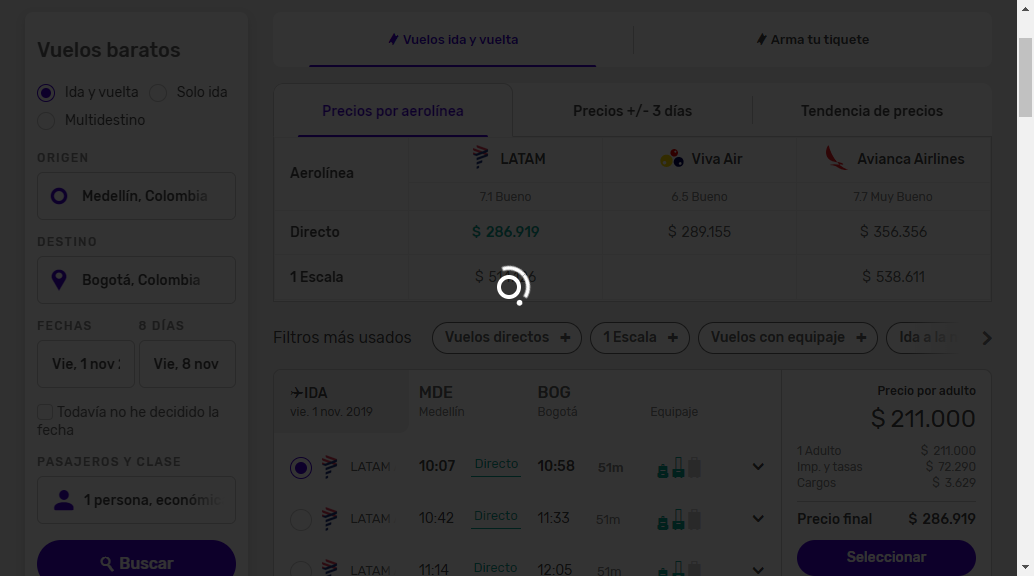 Vuelos baratos
Ida y vuelta
Solo ida
Multidestino
ORIGEN
Medellín, Colombia
DESTINO
Bogotá, Colombia
FECHAS
8 DÍAS
Vie, 1 nov
Vie, 8 nov
Todavía no he decidido la
fecha
PASAJEROS Y CLASE
1 persona, económic
Buscar
Vuelos ida y vuelta
Arma tu tiquete
Precios por aerolínea
Precios +/- 3 días
Tendencia de precios
Aerolínea
LATAM
Viva Air
Avianca Airlines
7.1 Bueno
6.5 Bueno
7.7 Muy Bueno
Directo
$ 286.919
$ 289.155
$ 356.356
1 Escala
$ 538.611
Filtros más usados
Vuelos directos +
1 Escala +
Vuelos con equipaje +
Ida a la
IDA
MDE
BOG
vie. 1 nov. 2019
Medellín
Bogotá
Equipaje
LATAM
10:07
Directo
10:58
51m
LATAM
10:42
Directo
11:33
51m
LATAM
11:14
Directo
12:05
51m
Precio por adulto
$ 211.000
1 Adulto
$ 211.000
Imp. y tasas
$ 72.290
Cargos
$ 3.629
Precio final
$ 286.919
Seleccionar